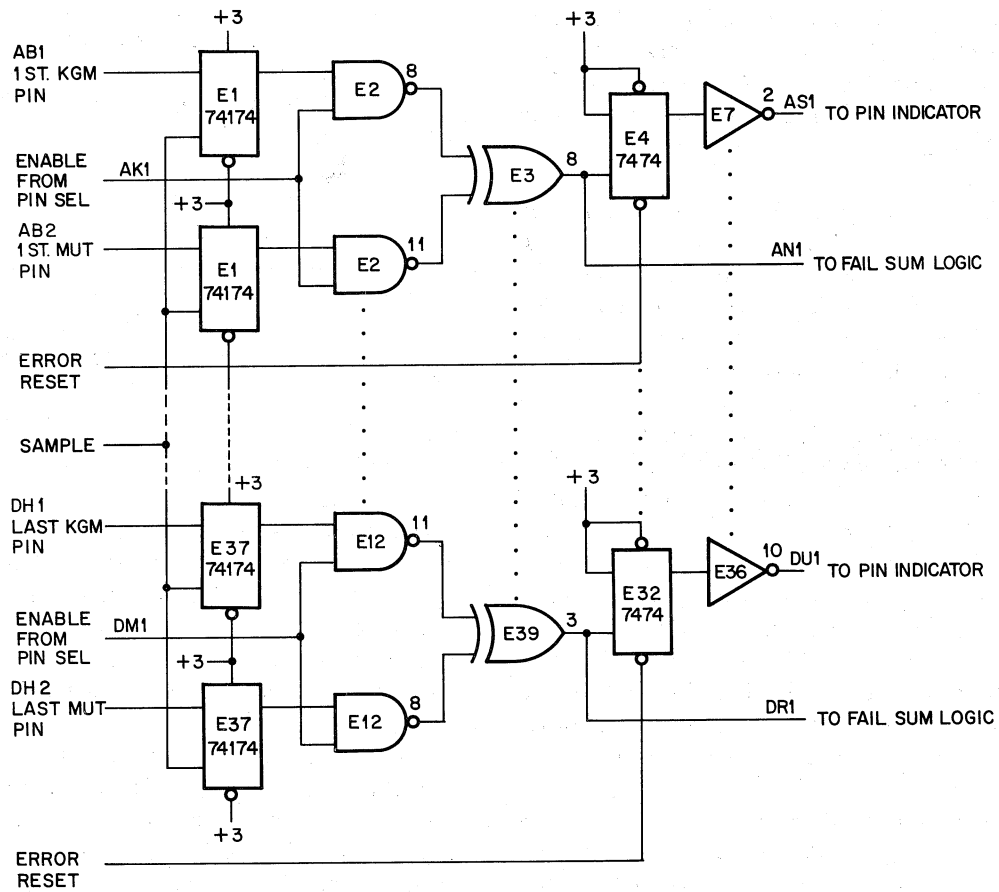 +3
+3
AB1
1ST. KGM
PIN
E1
74174
E2
8
E7
2
AS1
TO PIN INDICATOR
E4
7474
ENABLE
FROM
PIN SEL
AK1
E3
8
+3
AB2
1ST. MUT
PIN
E1
74174
E2
11
AN1
TO FAIL SUM LOGIC
ERROR
RESET
SAMPLE
+3
+3
DH1
LAST KGM
PIN
E37
74174
E12
11
E36
10
DU1
TO PIN INDICATOR
E32
7474
ENABLE
FROM
PIN SEL
DM1
E39
3
+3
DH2
LAST MUT
PIN
E37
74174
E12
8
DR1
TO FAIL SUM LOGIC
+3
ERROR
RESET